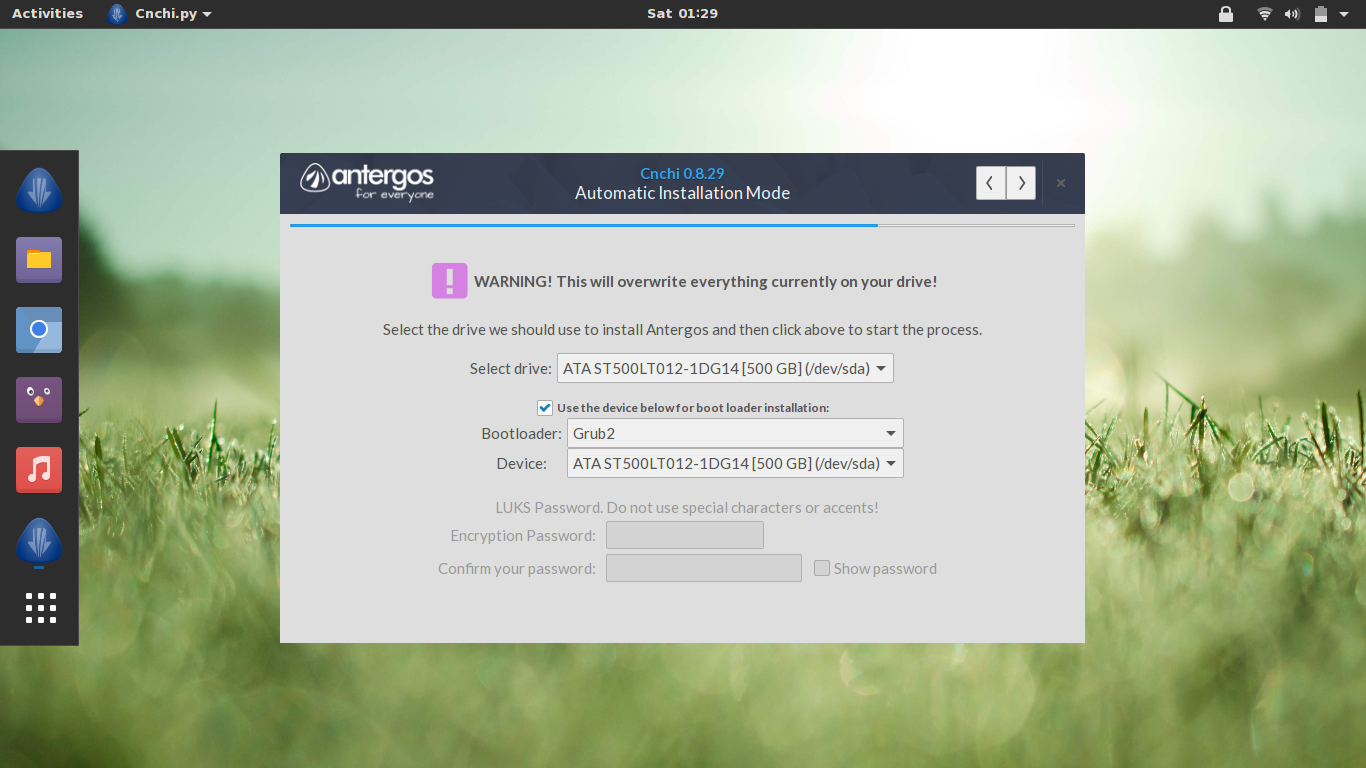 Activities
Cnchi.py
Sat 01:29
antergos
for everyone
Cnchi 0.8.29
Automatic Installation Mode
WARNING! This will overwrite everything currently on your drive!
Select the drive we should use to install Antergos and then click above to start the process.
Select drive: ATA ST500LT012-1DG14 [500 GB] (/dev/sda)
Use the device below for boot loader installation:
Bootloader: Grub2
Device: ATA ST500LT012-1DG14 [500 GB] (/dev/sda)
LUKS Password. Do not use special characters or accents!
Encryption Password:
Confirm your password: Show password